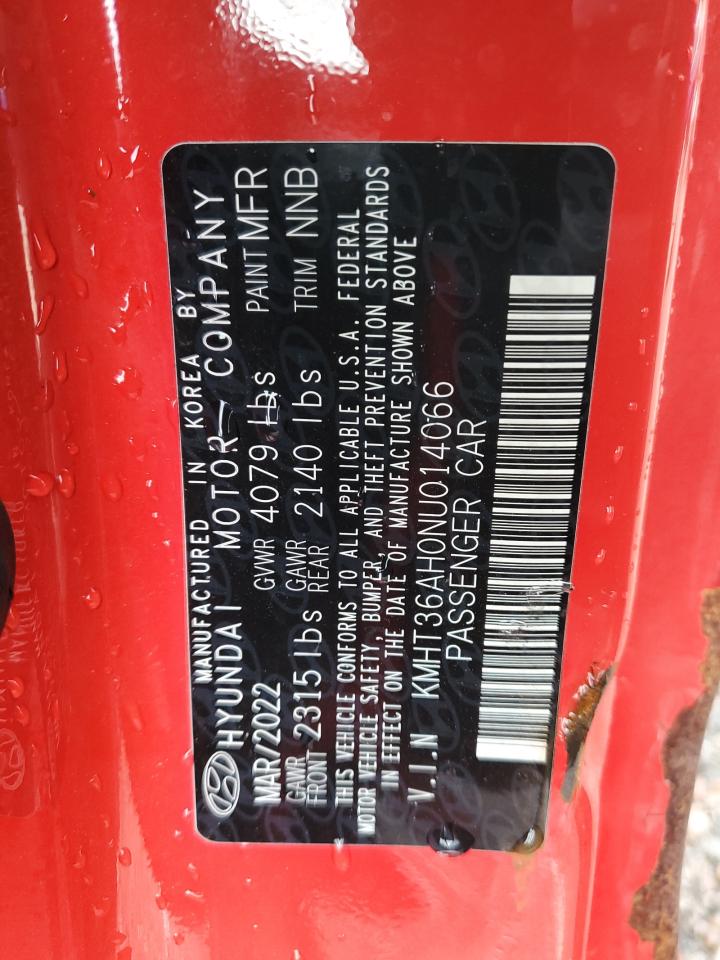 MANUFACTURED IN KOREA BY
HYUNDAI MOTOR COMPANY
MAR/2022 GVWR 4079 lbs PAINT MFR
GAWR FRONT 2315 lbs GAWR REAR 2140 lbs TRIM NNB
THIS VEHICLE CONFORMS TO ALL APPLICABLE U.S.A. FEDERAL
MOTOR VEHICLE SAFETY, BUMPER, AND THEFT PREVENTION STANDARDS
IN EFFECT ON THE DATE OF MANUFACTURE SHOWN ABOVE
V.I.N KMHT36AH0NU014066
PASSENGER CAR